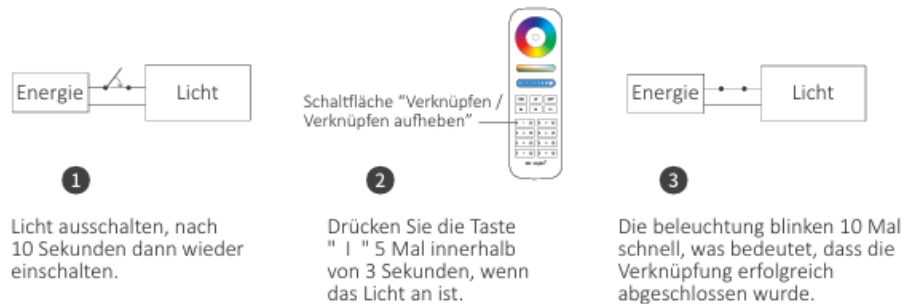 Energie
Licht
Schaltfläche "Verknüpfen /
Verknüpfen aufheben"
Energie
Licht
1
2
3
Licht ausschalten, nach
10 Sekunden dann wieder
einschalten.
Drücken Sie die Taste
" I " 5 Mal innerhalb
von 3 Sekunden, wenn
das Licht an ist.
Die beleuchtung blinken 10 Mal
schnell, was bedeutet, dass die
Verknüpfung erfolgreich
abgeschlossen wurde.